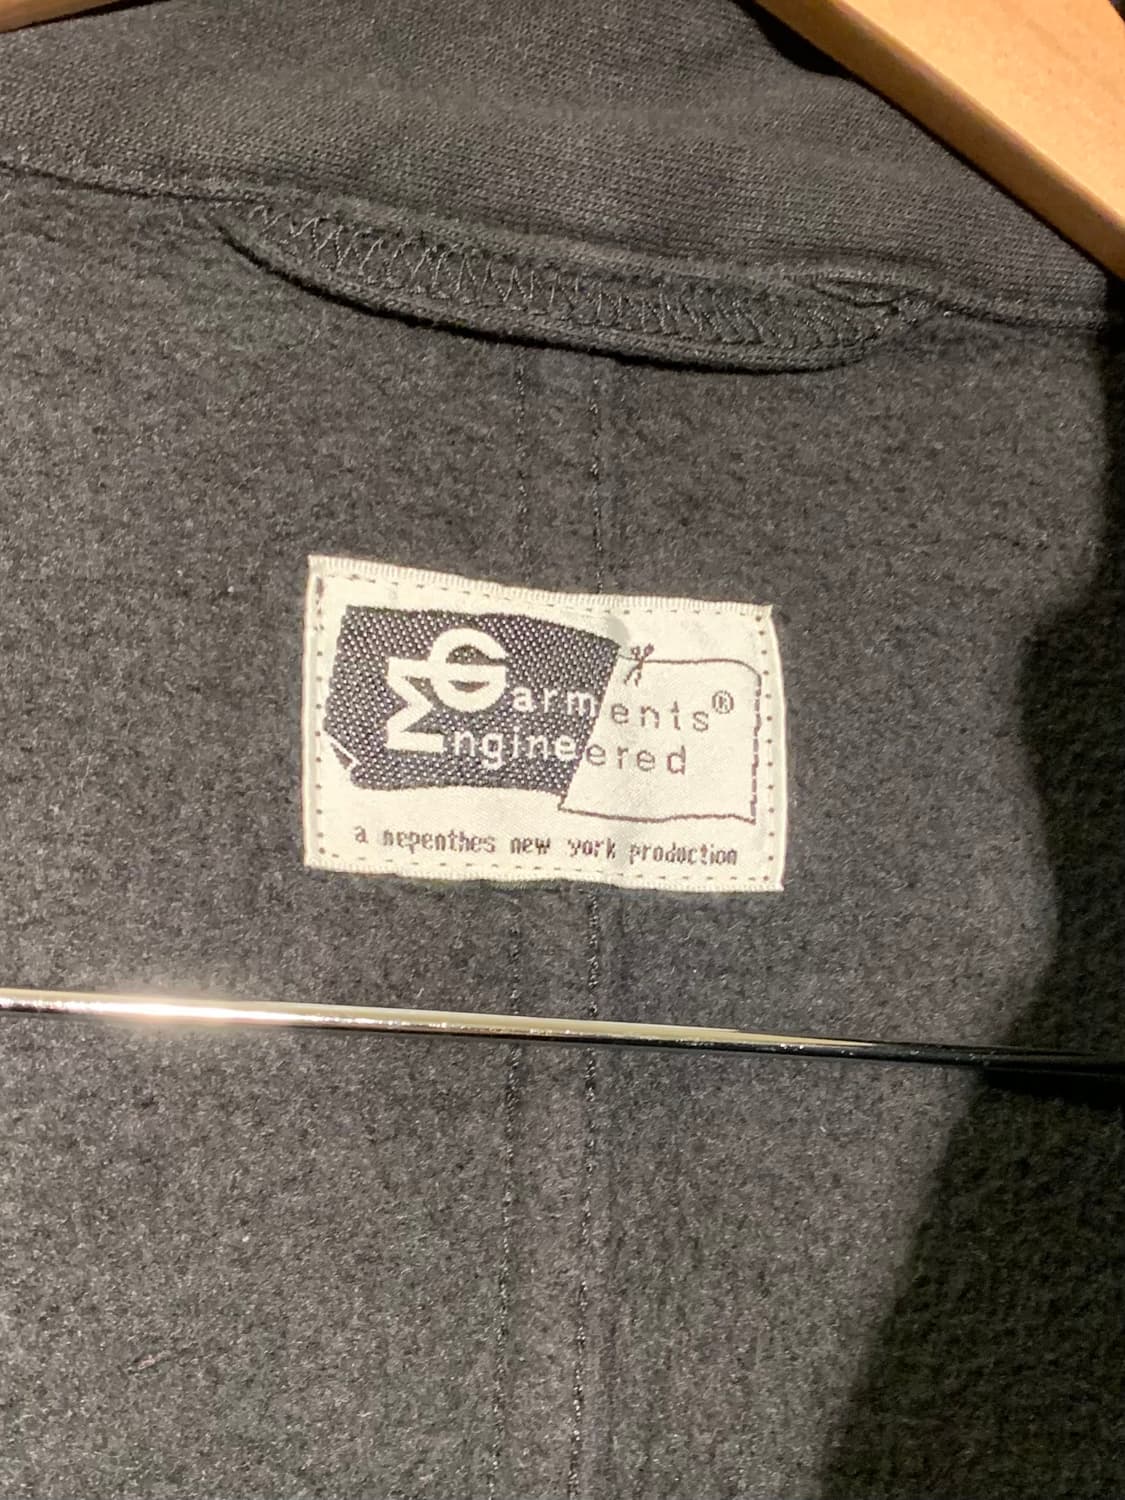 Garments®
Engineered
a nepenthes new york production